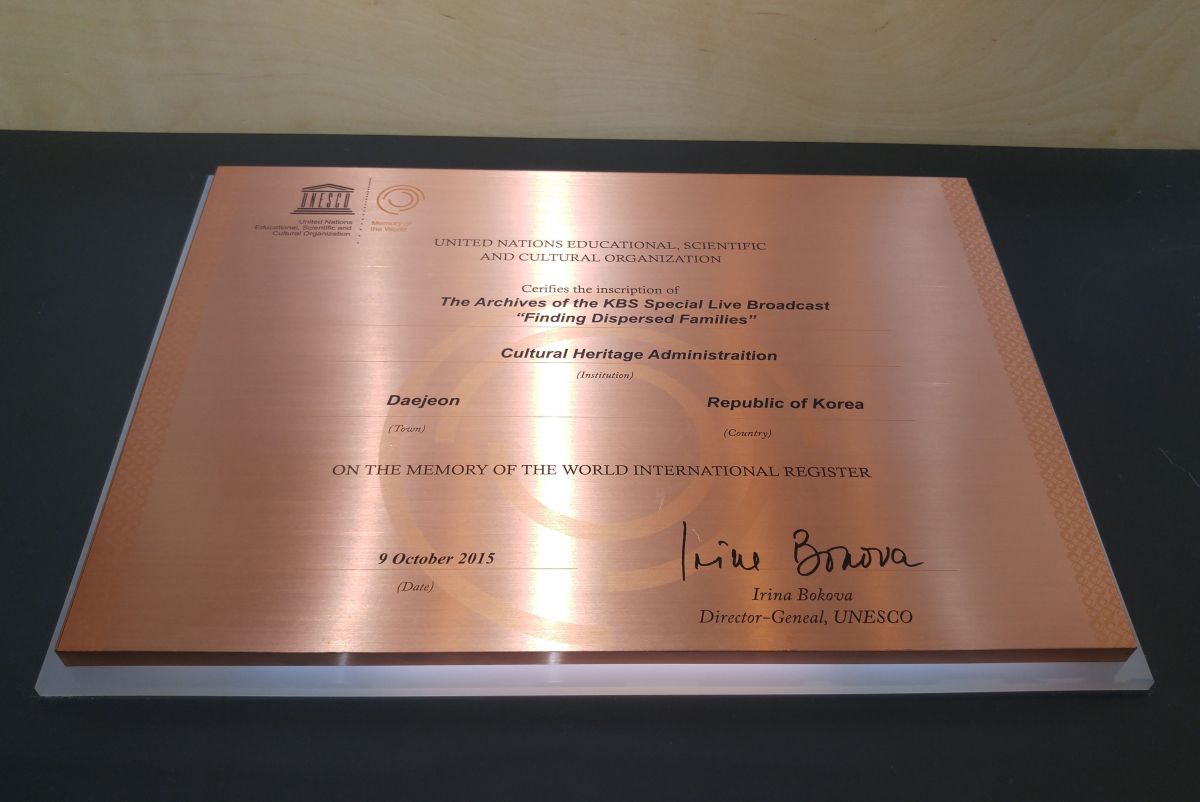 UNESCO
United Nations
Educational, Scientific and
Cultural Organization
Memory of
the World
UNITED NATIONS EDUCATIONAL, SCIENTIFIC
AND CULTURAL ORGANIZATION
Cerifies the inscription of
The Archives of the KBS Special Live Broadcast
“Finding Dispersed Families”
Cultural Heritage Administraition
(Institution)
Daejeon Republic of Korea
(Town) (Country)
ON THE MEMORY OF THE WORLD INTERNATIONAL REGISTER
9 October 2015 Irina Bokova
(Date) Irina Bokova
Director-Geneal, UNESCO